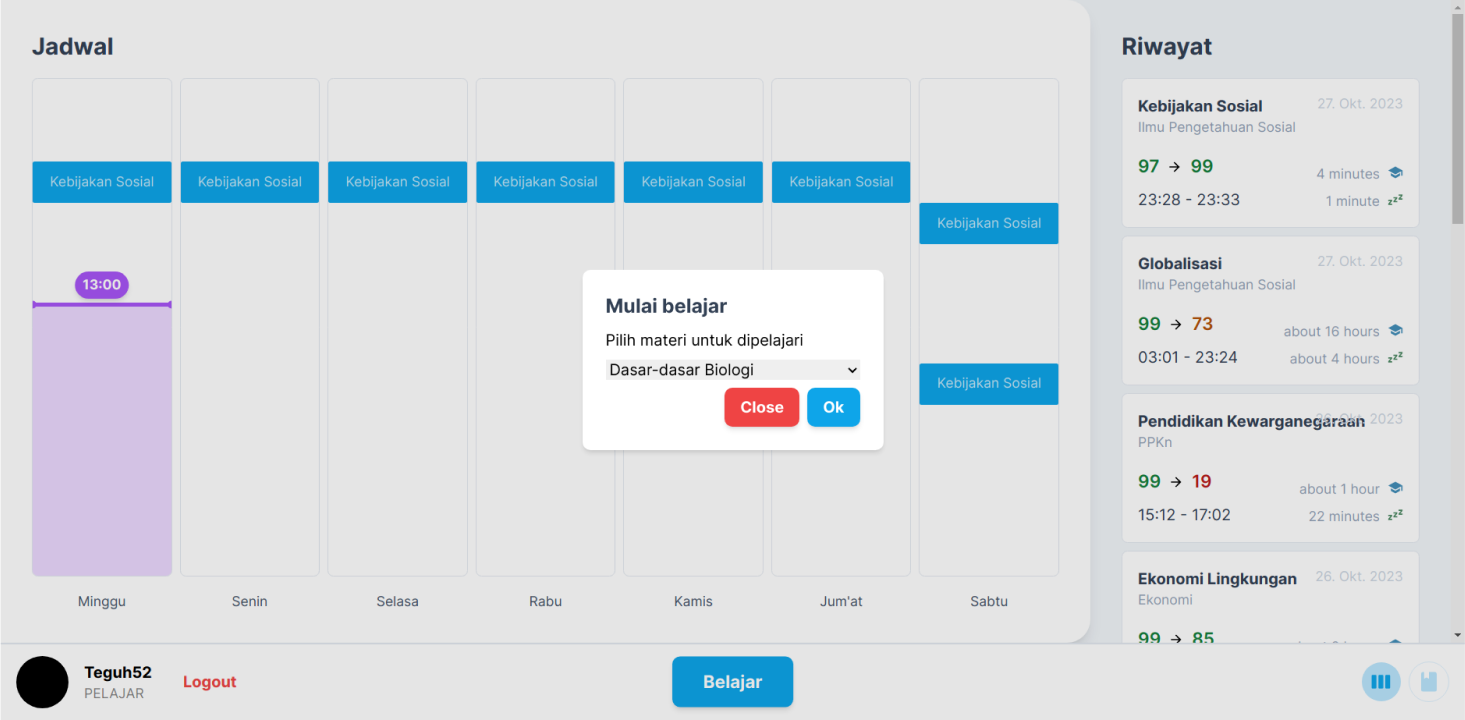 Jadwal
Kebijakan Sosial
Kebijakan Sosial
Kebijakan Sosial
Kebijakan Sosial
Kebijakan Sosial
Kebijakan Sosial
Kebijakan Sosial
Kebijakan Sosial
13:00
Minggu
Senin
Selasa
Rabu
Kamis
Jum'at
Sabtu
Mulai belajar
Pilih materi untuk dipelajari
Dasar-dasar Biologi
Close
Ok
Riwayat
Kebijakan Sosial 27. Okt. 2023
Ilmu Pengetahuan Sosial
97 → 99
4 minutes
23:28 - 23:33
1 minute zzz
Globalisasi 27. Okt. 2023
Ilmu Pengetahuan Sosial
99 → 73
about 16 hours
03:01 - 23:24
about 4 hours zzz
Pendidikan Kewarganegaraan 26. Okt. 2023
PPKn
99 → 19
about 1 hour
15:12 - 17:02
22 minutes zzz
Ekonomi Lingkungan 26. Okt. 2023
Ekonomi
99 → 85
Teguh52
PELAJAR
Logout
Belajar